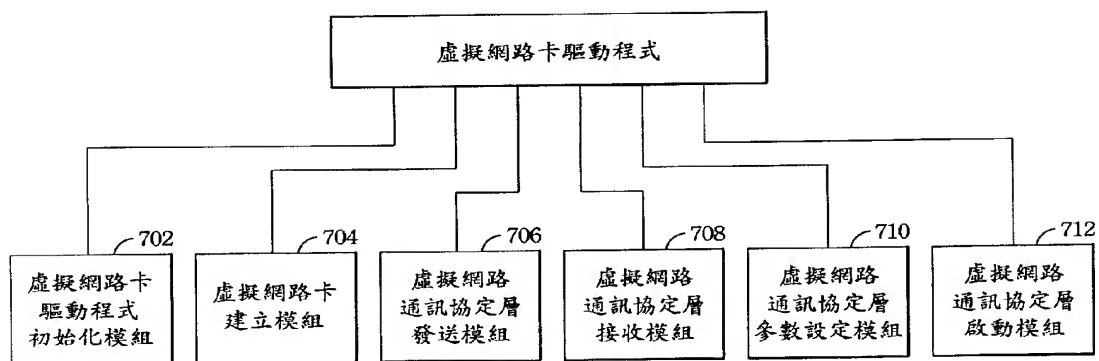 虛擬網路卡驅動程式
702
虛擬網路卡
驅動程式
初始化模組
704
虛擬網路卡
建立模組
706
虛擬網路
通訊協定層
發送模組
708
虛擬網路
通訊協定層
接收模組
710
虛擬網路
通訊協定層
參數設定模組
712
虛擬網路
通訊協定層
啟動模組